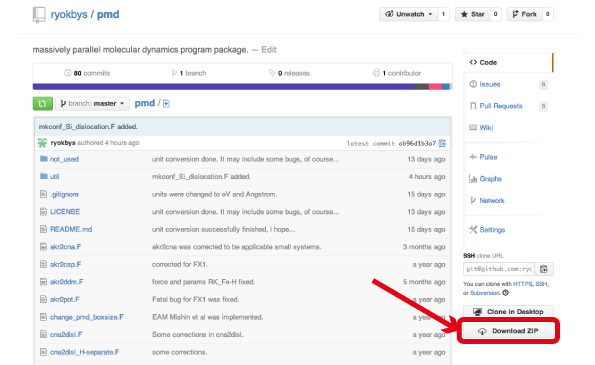 ryokbys / pmd
Unwatch 1 Star 0 Fork 0
massively parallel molecular dynamics program package. — Edit
80 commits 1 branch 0 releases 1 contributor
branch: master pmd /
mkconf_Si_dislocation.F added.
ryokbys authored 4 hours ago latest commit ab96d1b3a7
not_used unit conversion done. It may include some bugs, of course... 13 days ago
util mkconf_Si_dislocation.F added. 4 hours ago
.gitignore units were changed to eV and Angstrom. 15 days ago
LICENSE unit conversion done. It may include some bugs, of course... 13 days ago
README.md unit conversion successfully finished, i hope... 15 days ago
akr2cna.F akr2cna was corrected to be applicable small systems. 3 months ago
akr2csp.F corrected for FX1. a year ago
akr2ddm.F force and params RK_Fe-H fixed. 5 months ago
akr2pot.F Fatal bug for FX1 was fixed. a year ago
change_pmd_boxsize.F EAM Mishin et al was implemented. a year ago
cna2disl.F Some corrections in cna2disl. a year ago
cna2disl_H-separate.F some corrections. a year ago
Code
Issues 0
Pull Requests 0
Wiki
Pulse
Graphs
Network
Settings
SSH clone URL
git@github.com:ryc
You can clone with HTTPS, SSH,
or Subversion.
Clone in Desktop
Download ZIP